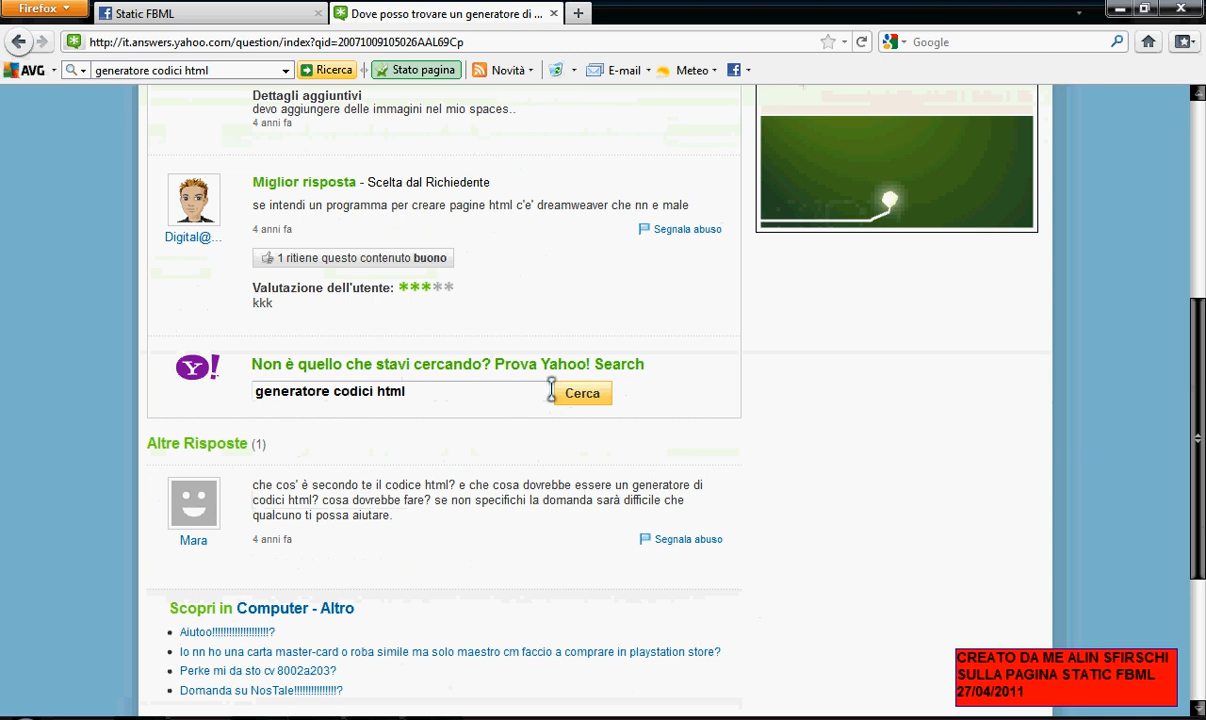 Firefox
Static FBML
Dove posso trovare un generatore di ...
http://it.answers.yahoo.com/question/index?qid=20071009105026AAL69Cp
Google
AVG
generatore codici html
Ricerca
Stato pagina
Novità
E-mail
Meteo
Dettagli aggiuntivi
devo aggiungere delle immagini nel mio spaces..
4 anni fa
Miglior risposta - Scelta dal Richiedente
se intendi un programma per creare pagine html c'e' dreamweaver che nn e male
Digital@...
4 anni fa
Segnala abuso
1 ritiene questo contenuto buono
Valutazione dell'utente:
kkk
Y!
Non è quello che stavi cercando? Prova Yahoo! Search
generatore codici html
Cerca
Altre Risposte (1)
che cos' è secondo te il codice html? e che cosa dovrebbe essere un generatore di
codici html? cosa dovrebbe fare? se non specifichi la domanda sarà difficile che
qualcuno ti possa aiutare.
Mara
4 anni fa
Segnala abuso
Scopri in Computer - Altro
Aiutoo!!!!!!!!!!!!!!!!!!!!?
Io nn ho una carta master-card o roba simile ma solo maestro cm faccio a comprare in playstation store?
Perke mi da sto cv 8002a203?
Domanda su NosTale!!!!!!!!!!!!!!!?
CREATO DA ME ALIN SFIRSCHI
SULLA PAGINA STATIC FBML
27/04/2011